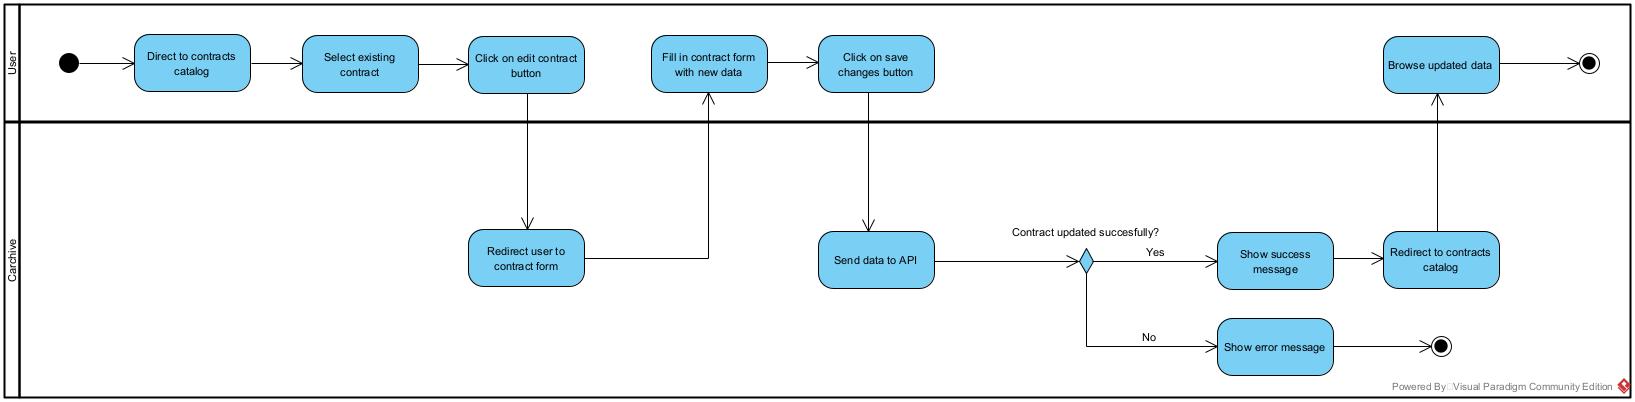 User
Direct to contracts
catalog
Select existing
contract
Click on edit contract
button
Fill in contract form
with new data
Click on save
changes button
Browse updated data
Carchive
Redirect user to
contract form
Send data to API
Contract updated succesfully?
Yes
Show success
message
Redirect to contracts
catalog
No
Show error message
Powered By Visual Paradigm Community Edition